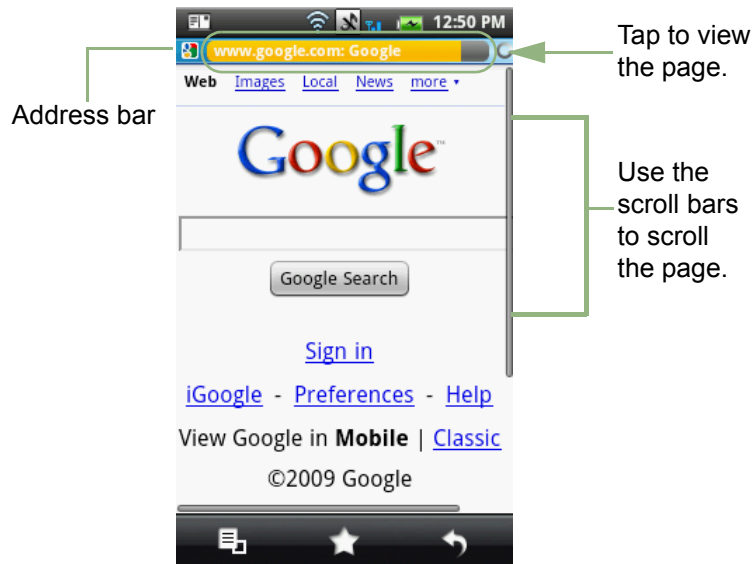 12:50 PM
www.google.com: Google
Tap to view
the page.
Web Images Local News more
Address bar
Google™
Use the
scroll bars
to scroll
the page.
Google Search
Sign in
iGoogle - Preferences - Help
View Google in Mobile | Classic
©2009 Google